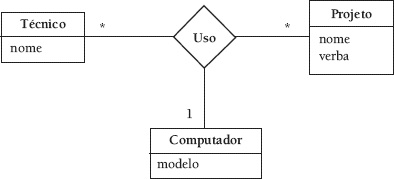 Técnico
nome
*
Uso
*
Projeto
nome
verba
1
Computador
modelo